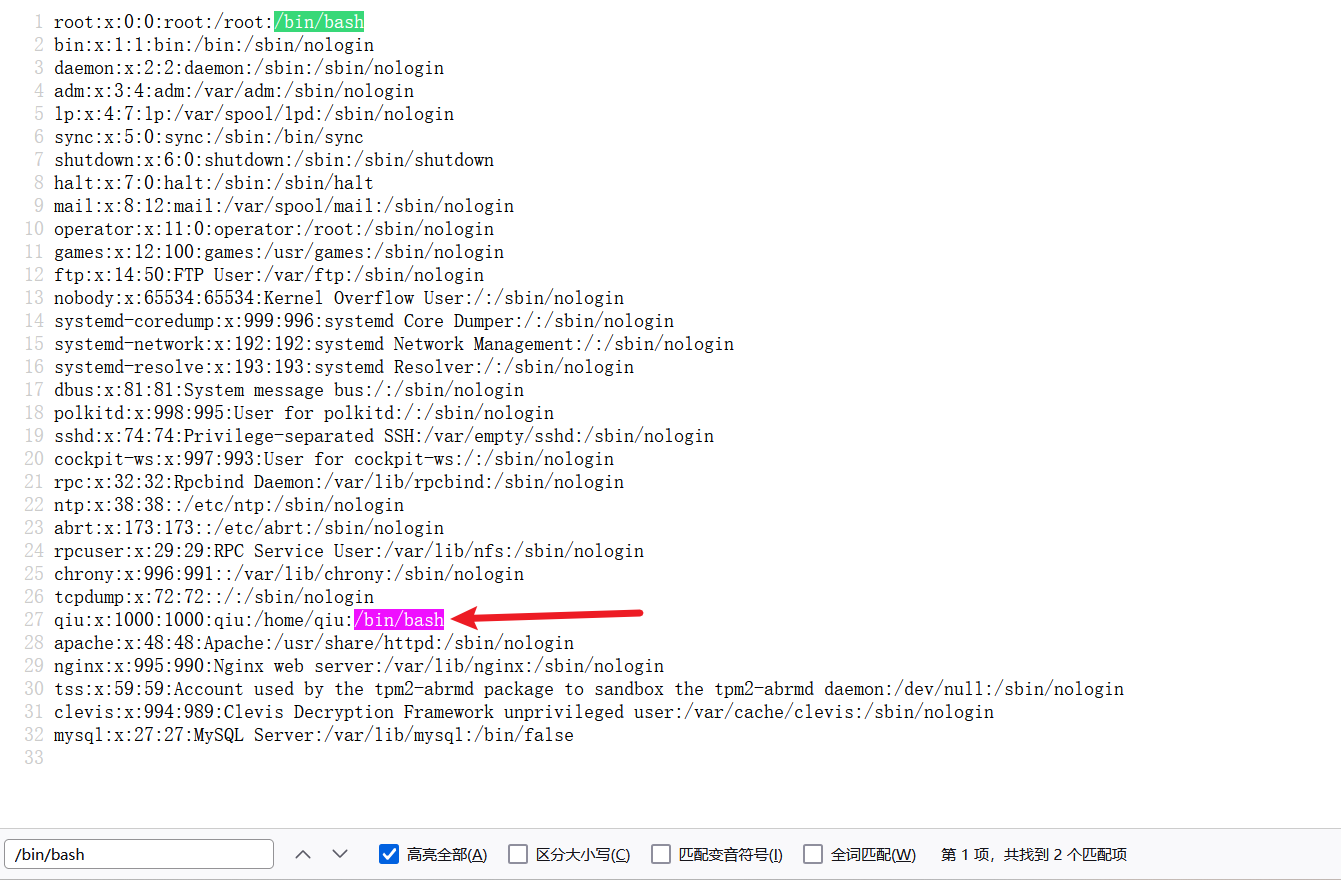 1 root:x:0:0:root:/root:/bin/bash
2 bin:x:1:1:bin:/bin:/sbin/nologin
3 daemon:x:2:2:daemon:/sbin:/sbin/nologin
4 adm:x:3:4:adm:/var/adm:/sbin/nologin
5 lp:x:4:7:lp:/var/spool/lpd:/sbin/nologin
6 sync:x:5:0:sync:/sbin:/bin/sync
7 shutdown:x:6:0:shutdown:/sbin:/sbin/shutdown
8 halt:x:7:0:halt:/sbin:/sbin/halt
9 mail:x:8:12:mail:/var/spool/mail:/sbin/nologin
10 operator:x:11:0:operator:/root:/sbin/nologin
11 games:x:12:100:games:/usr/games:/sbin/nologin
12 ftp:x:14:50:FTP User:/var/ftp:/sbin/nologin
13 nobody:x:65534:65534:Kernel Overflow User:/:/sbin/nologin
14 systemd-coredump:x:999:996:systemd Core Dumper:/:/sbin/nologin
15 systemd-network:x:192:192:systemd Network Management:/:/sbin/nologin
16 systemd-resolve:x:193:193:systemd Resolver:/:/sbin/nologin
17 dbus:x:81:81:System message bus:/:/sbin/nologin
18 polkitd:x:998:995:User for polkitd:/:/sbin/nologin
19 sshd:x:74:74:Privilege-separated SSH:/var/empty/sshd:/sbin/nologin
20 cockpit-ws:x:997:993:User for cockpit-ws:/:/sbin/nologin
21 rpc:x:32:32:Rpcbind Daemon:/var/lib/rpcbind:/sbin/nologin
22 ntp:x:38:38::/etc/ntp:/sbin/nologin
23 abrt:x:173:173::/etc/abrt:/sbin/nologin
24 rpcuser:x:29:29:RPC Service User:/var/lib/nfs:/sbin/nologin
25 chrony:x:996:991::/var/lib/chrony:/sbin/nologin
26 tcpdump:x:72:72::/:/sbin/nologin
27 qiu:x:1000:1000:qiu:/home/qiu:/bin/bash
28 apache:x:48:48:Apache:/usr/share/httpd:/sbin/nologin
29 nginx:x:995:990:Nginx web server:/var/lib/nginx:/sbin/nologin
30 tss:x:59:59:Account used by the tpm2-abrmd package to sandbox the tpm2-abrmd daemon:/dev/null:/sbin/nologin
31 clevis:x:994:989:Clevis Decryption Framework unprivileged user:/var/cache/clevis:/sbin/nologin
32 mysql:x:27:27:MySQL Server:/var/lib/mysql:/bin/false
33
/bin/bash 高亮全部(A) 区分大小写(C) 匹配变音符号(I) 全词匹配(W) 第 1 项，共找到 2 个匹配项